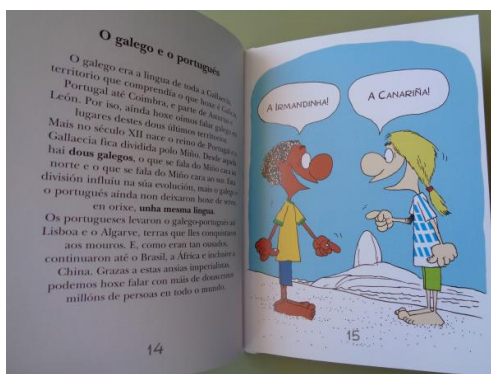 O galego e o portugués
O galego era a lingua de toda a Gallaecia,
territorio que comprendía o que hoxe é Galicia,
Portugal até Coimbra, e parte de Asturias e
León. Por iso, aínda hoxe oímos falar galego en
lugares destes dous últimos territorios.
Mais no século XII nace o reino de Portugal e a
Gallaecia fica dividida polo Miño. Desde aquela
hai dous galegos, o que se fala do Miño cara ao
norte e o que se fala do Miño cara ao sur. Esta
división influíu na súa evolución, mais o galego e
o portugués aínda non deixaron hoxe de seren,
en orixe, unha mesma lingua.
Os portugueses levaron o galego-portugués até
Lisboa e o Algarve, terras que lles conquistaron
aos mouros. E, como eran tan ousados,
continuaron até o Brasil, a África e incluso a
China. Grazas a estas ansias imperialistas,
podemos hoxe falar con máis de douscentos
millóns de persoas en todo o mundo.
14
A IRMANDINHA!
A CANARIÑA!
15